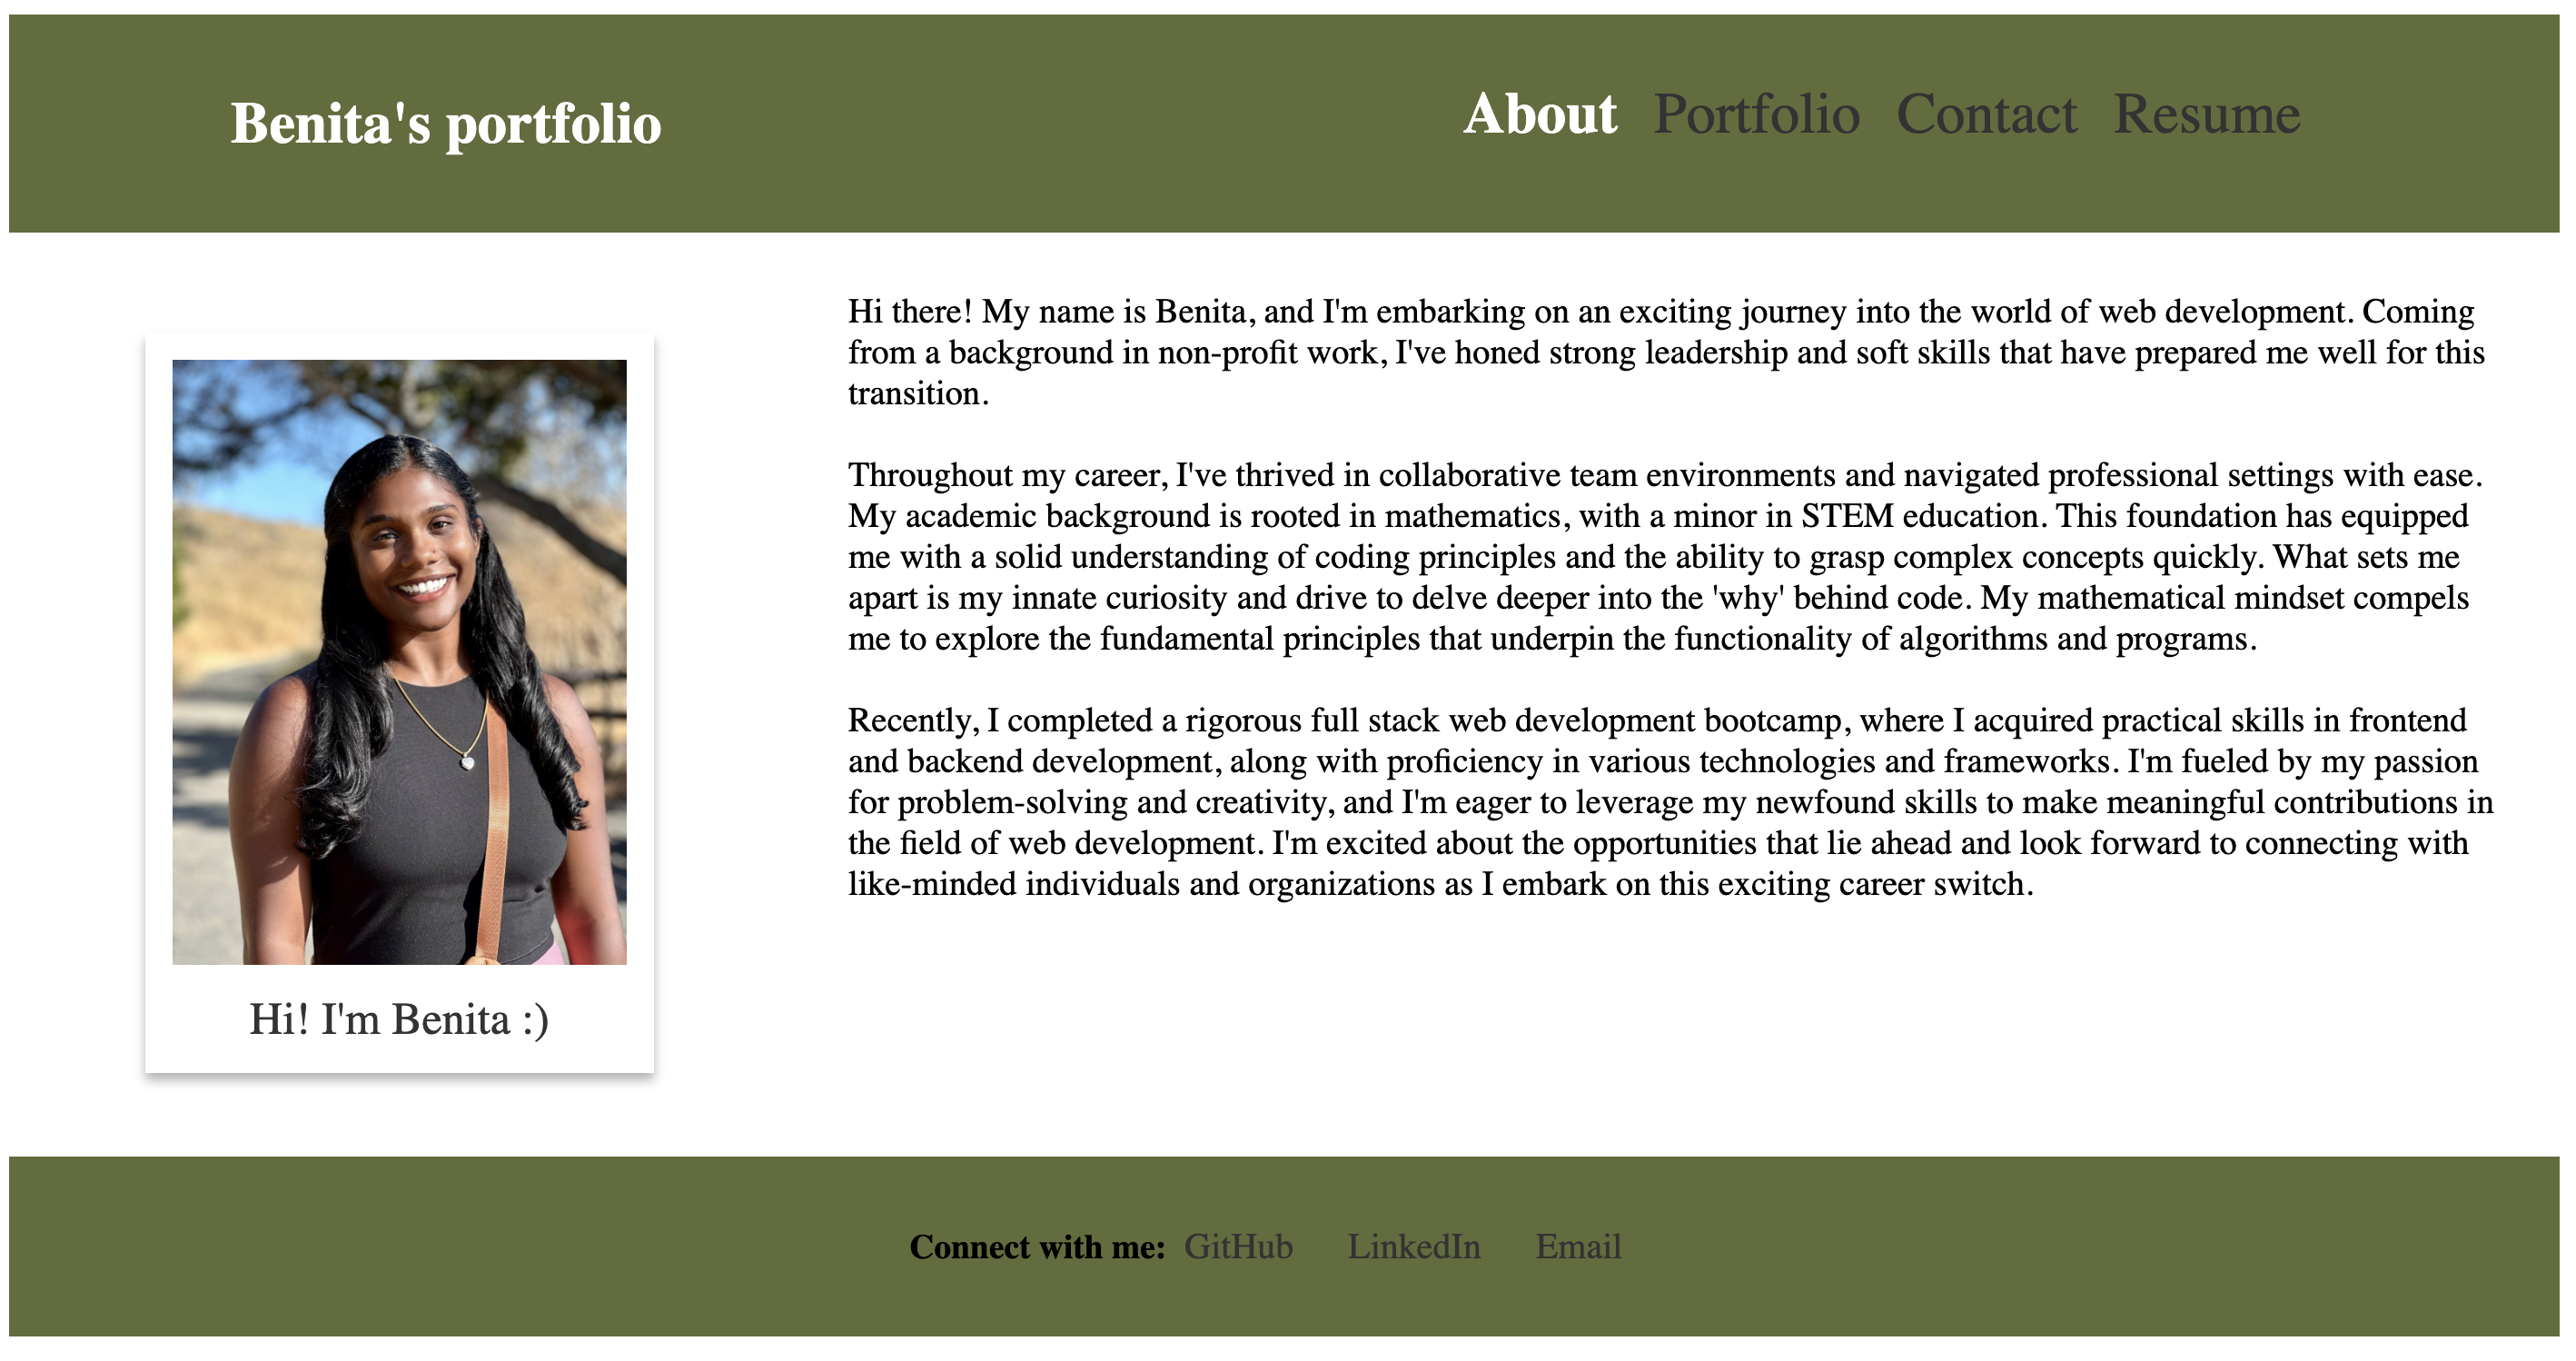 Benita's portfolio
About Portfolio Contact Resume
Hi there! My name is Benita, and I'm embarking on an exciting journey into the world of web development. Coming
from a background in non-profit work, I've honed strong leadership and soft skills that have prepared me well for this
transition.
Throughout my career, I've thrived in collaborative team environments and navigated professional settings with ease.
My academic background is rooted in mathematics, with a minor in STEM education. This foundation has equipped
me with a solid understanding of coding principles and the ability to grasp complex concepts quickly. What sets me
apart is my innate curiosity and drive to delve deeper into the 'why' behind code. My mathematical mindset compels
me to explore the fundamental principles that underpin the functionality of algorithms and programs.
Recently, I completed a rigorous full stack web development bootcamp, where I acquired practical skills in frontend
and backend development, along with proficiency in various technologies and frameworks. I'm fueled by my passion
for problem-solving and creativity, and I'm eager to leverage my newfound skills to make meaningful contributions in
the field of web development. I'm excited about the opportunities that lie ahead and look forward to connecting with
like-minded individuals and organizations as I embark on this exciting career switch.
Hi! I'm Benita :)
Connect with me: GitHub LinkedIn Email